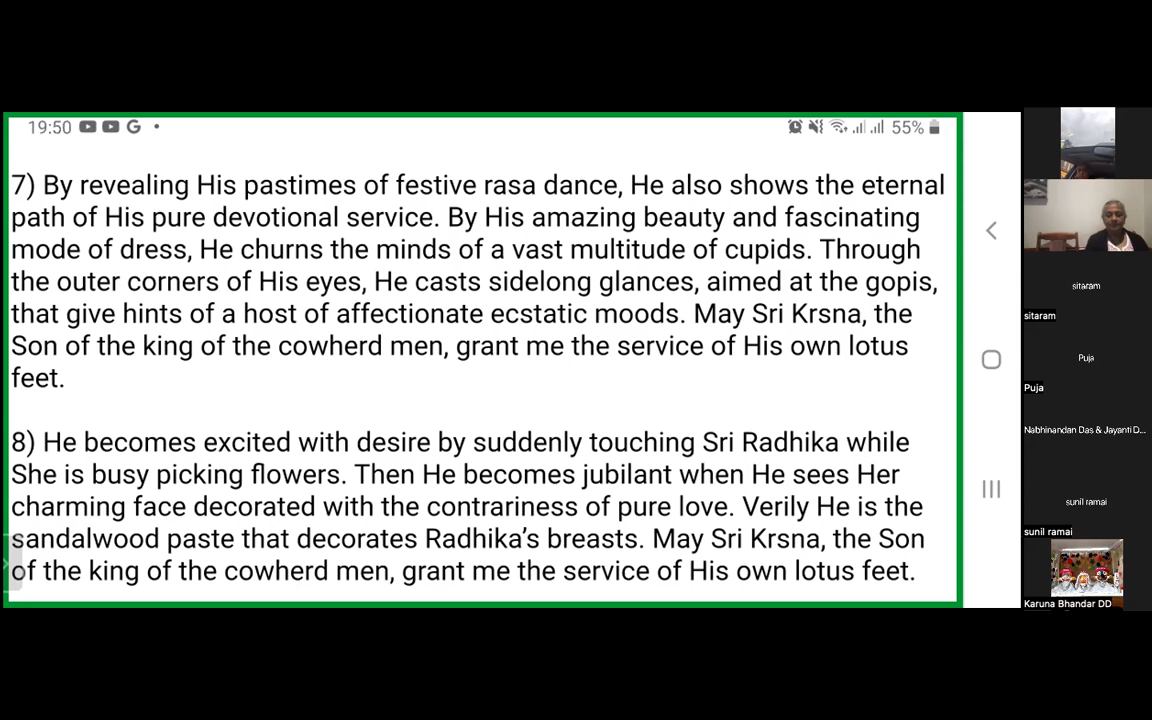 19:50
55%
7) By revealing His pastimes of festive rasa dance, He also shows the eternal
path of His pure devotional service. By His amazing beauty and fascinating
mode of dress, He churns the minds of a vast multitude of cupids. Through
the outer corners of His eyes, He casts sidelong glances, aimed at the gopis,
that give hints of a host of affectionate ecstatic moods. May Sri Krsna, the
Son of the king of the cowherd men, grant me the service of His own lotus
feet.
8) He becomes excited with desire by suddenly touching Sri Radhika while
She is busy picking flowers. Then He becomes jubilant when He sees Her
charming face decorated with the contrariness of pure love. Verily He is the
sandalwood paste that decorates Radhika’s breasts. May Sri Krsna, the Son
of the king of the cowherd men, grant me the service of His own lotus feet.
sitaram
sitaram
Puja
Puja
Nabhinandan Das & Jayanti D...
sunil ramai
sunil ramai
Karuna Bhandar DD